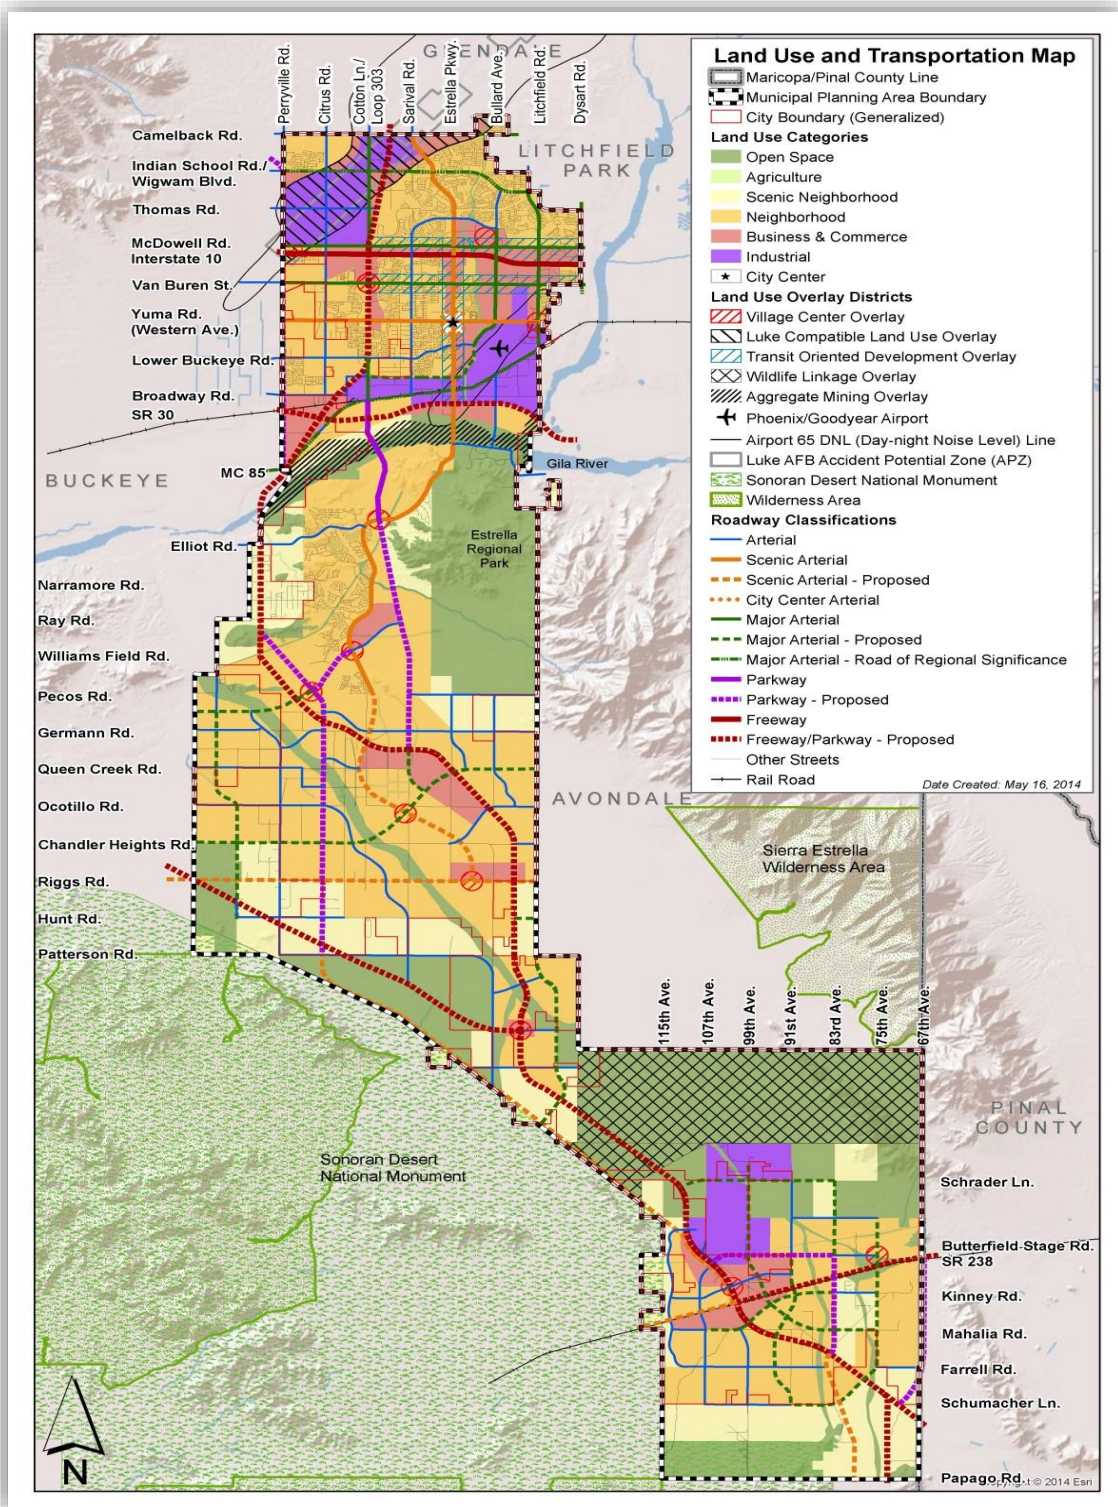 GLENDALE
Perryville Rd.
Citrus Rd.
Cotton Ln./
Loop 303
Sarival Rd.
Estrella Pkwy.
Bullard Ave.
Litchfield Rd.
Dysart Rd.
Land Use and Transportation Map
Maricopa/Pinal County Line
Municipal Planning Area Boundary
City Boundary (Generalized)
Land Use Categories
Open Space
Agriculture
Scenic Neighborhood
Neighborhood
Business & Commerce
Industrial
City Center
Land Use Overlay Districts
Village Center Overlay
Luke Compatible Land Use Overlay
Transit Oriented Development Overlay
Wildlife Linkage Overlay
Aggregate Mining Overlay
Phoenix/Goodyear Airport
Airport 65 DNL (Day-night Noise Level) Line
Luke AFB Accident Potential Zone (APZ)
Sonoran Desert National Monument
Wilderness Area
Roadway Classifications
Arterial
Scenic Arterial
Scenic Arterial - Proposed
City Center Arterial
Major Arterial
Major Arterial - Proposed
Major Arterial - Road of Regional Significance
Parkway
Parkway - Proposed
Freeway
Freeway/Parkway - Proposed
Other Streets
Rail Road
Date Created: May 16, 2014
Camelback Rd.
Indian School Rd./
Wigwam Blvd.
Thomas Rd.
McDowell Rd.
Interstate 10
Van Buren St.
Yuma Rd.
(Western Ave.)
Lower Buckeye Rd.
Broadway Rd.
SR 30
MC 85
LITCHFIELD
PARK
BUCKEYE
Gila River
Estrella
Regional
Park
Elliot Rd.
Narramore Rd.
Ray Rd.
Williams Field Rd.
Pecos Rd.
Germann Rd.
Queen Creek Rd.
Ocotillo Rd.
Chandler Heights Rd
Riggs Rd.
Hunt Rd.
Patterson Rd.
AVONDALE
Sierra Estrella
Wilderness Area
115th Ave.
107th Ave.
99th Ave.
91st Ave.
83rd Ave.
75th Ave.
67th Ave.
PINAL
COUNTY
Sonoran Desert
National Monument
Schrader Ln.
Butterfield Stage Rd.
SR 238
Kinney Rd.
Mahalia Rd.
Farrell Rd.
Schumacher Ln.
Papago Rd.
N
© 2014 Esri